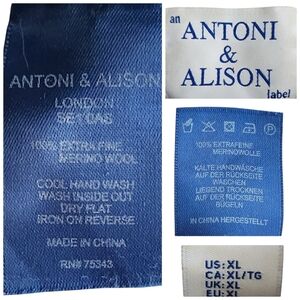 ANTONI & ALISON
LONDON
SE1 0AS
100% EXTRA FINE
MERINO WOOL
COOL HAND WASH
WASH INSIDE OUT
DRY FLAT
IRON ON REVERSE
MADE IN CHINA
RN# 75343
an
ANTONI
&
ALISON
label
100% EXTRAFEINE
MERINOWOLLE
KALTE HANDWÄSCHE
AUF DER RÜCKSEITE
WASCHEN
LIEGEND TROCKNEN
AUF DER RÜCKSEITE
BÜGELN
IN CHINA HERGESTELLT
US:XL
CA:XL/TG
UK:XL
EU:XL